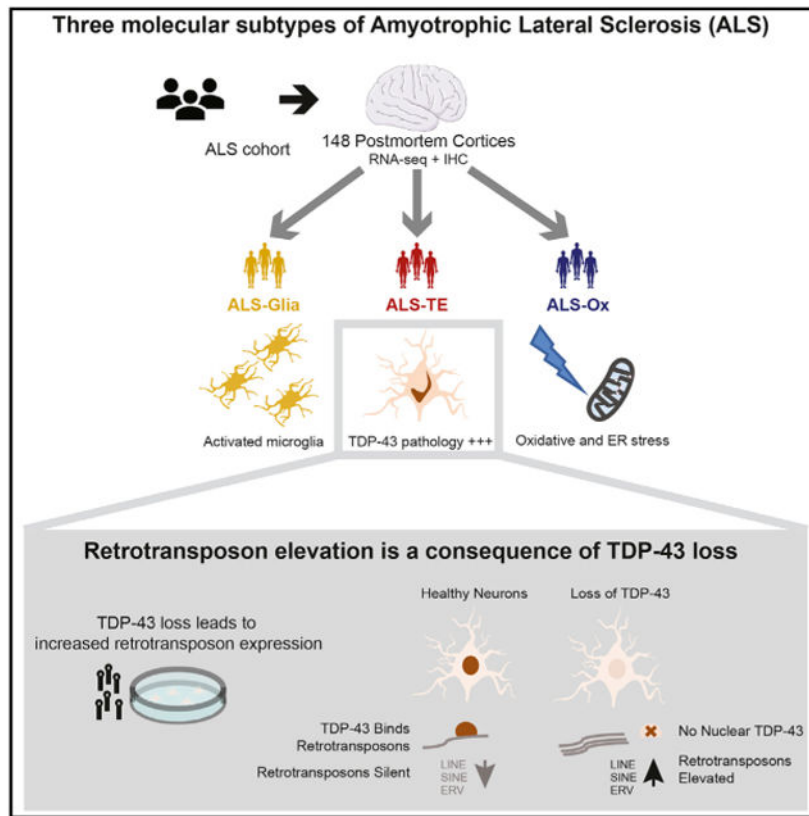 Three molecular subtypes of Amyotrophic Lateral Sclerosis (ALS)
ALS cohort
148 Postmortem Cortices
RNA-seq + IHC
ALS-Glia
ALS-TE
ALS-Ox
Activated microglia
TDP-43 pathology +++
Oxidative and ER stress
Retrotransposon elevation is a consequence of TDP-43 loss
TDP-43 loss leads to
increased retrotransposon expression
Healthy Neurons
Loss of TDP-43
TDP-43 Binds
Retrotransposons
No Nuclear TDP-43
Retrotransposons Silent
LINE
SINE
ERV
LINE
SINE
ERV
Retrotransposons
Elevated